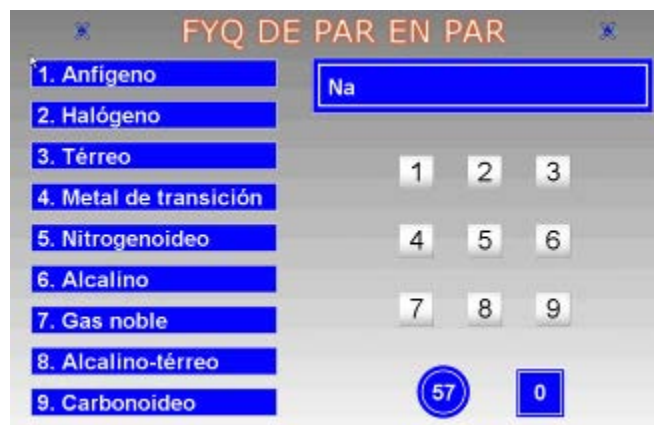 FYQ DE PAR EN PAR
1. Anfígeno
2. Halógeno
3. Térreo
4. Metal de transición
5. Nitrogenoideo
6. Alcalino
7. Gas noble
8. Alcalino-térreo
9. Carbonoideo
Na
1 2 3
4 5 6
7 8 9
57 0